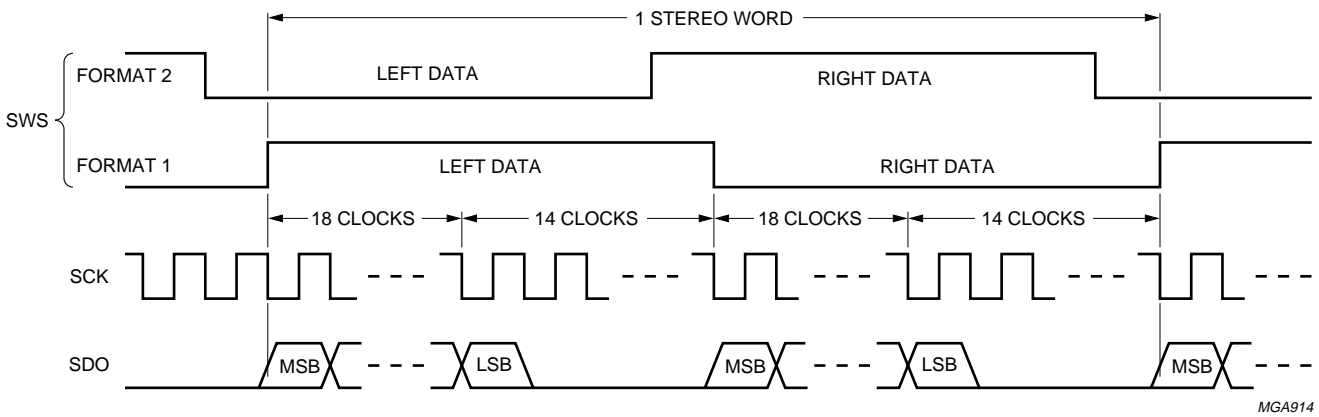 1 STEREO WORD
FORMAT 2 LEFT DATA RIGHT DATA
SWS
FORMAT 1 LEFT DATA RIGHT DATA
18 CLOCKS 14 CLOCKS 18 CLOCKS 14 CLOCKS
SCK
SDO MSB LSB MSB LSB MSB
MGA914